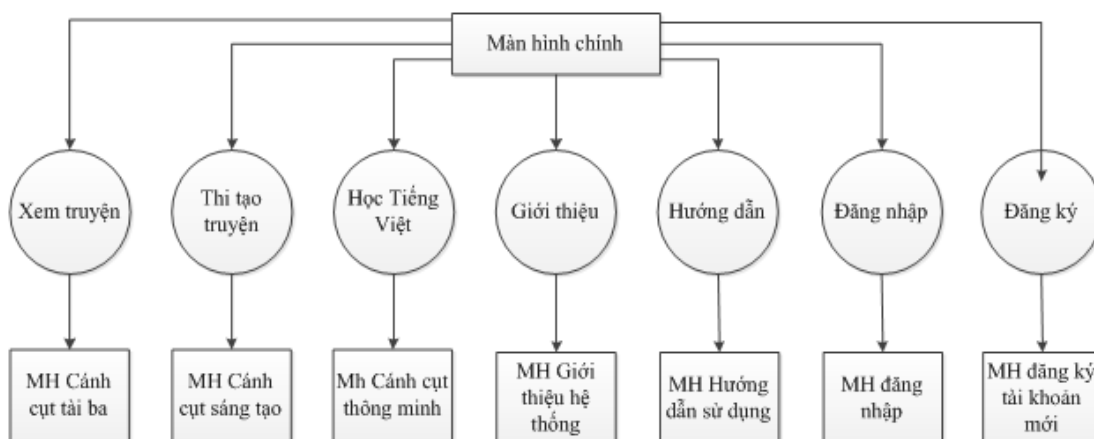 Màn hình chính
Xem truyện
Thi tạo
truyện
Học Tiếng
Việt
Giới thiệu
Hướng dẫn
Đăng nhập
Đăng ký
MH Cánh
cụt tài ba
MH Cánh
cụt sáng tạo
Mh Cánh cụt
thông minh
MH Giới
thiệu hệ
thống
MH Hướng
dẫn sử dụng
MH đăng
nhập
MH đăng ký
tài khoản
mới